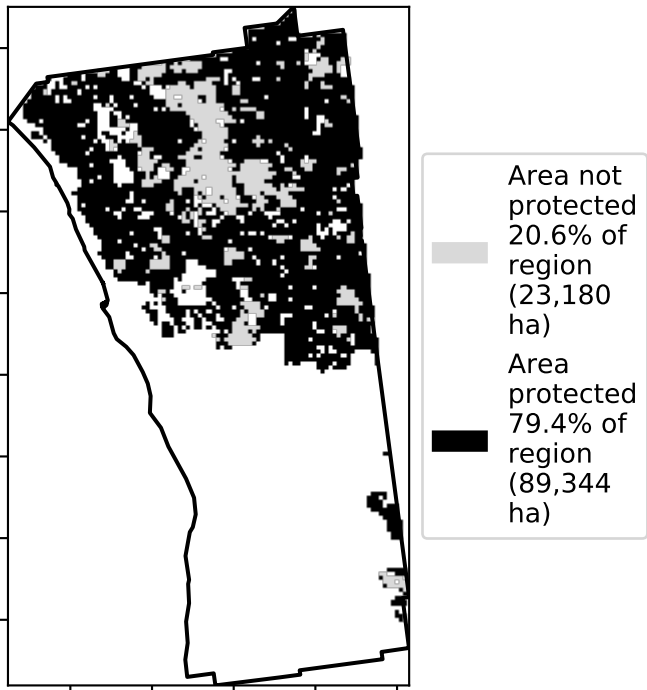 Area not
protected
20.6% of
region
(23,180
ha)
Area
protected
79.4% of
region
(89,344
ha)